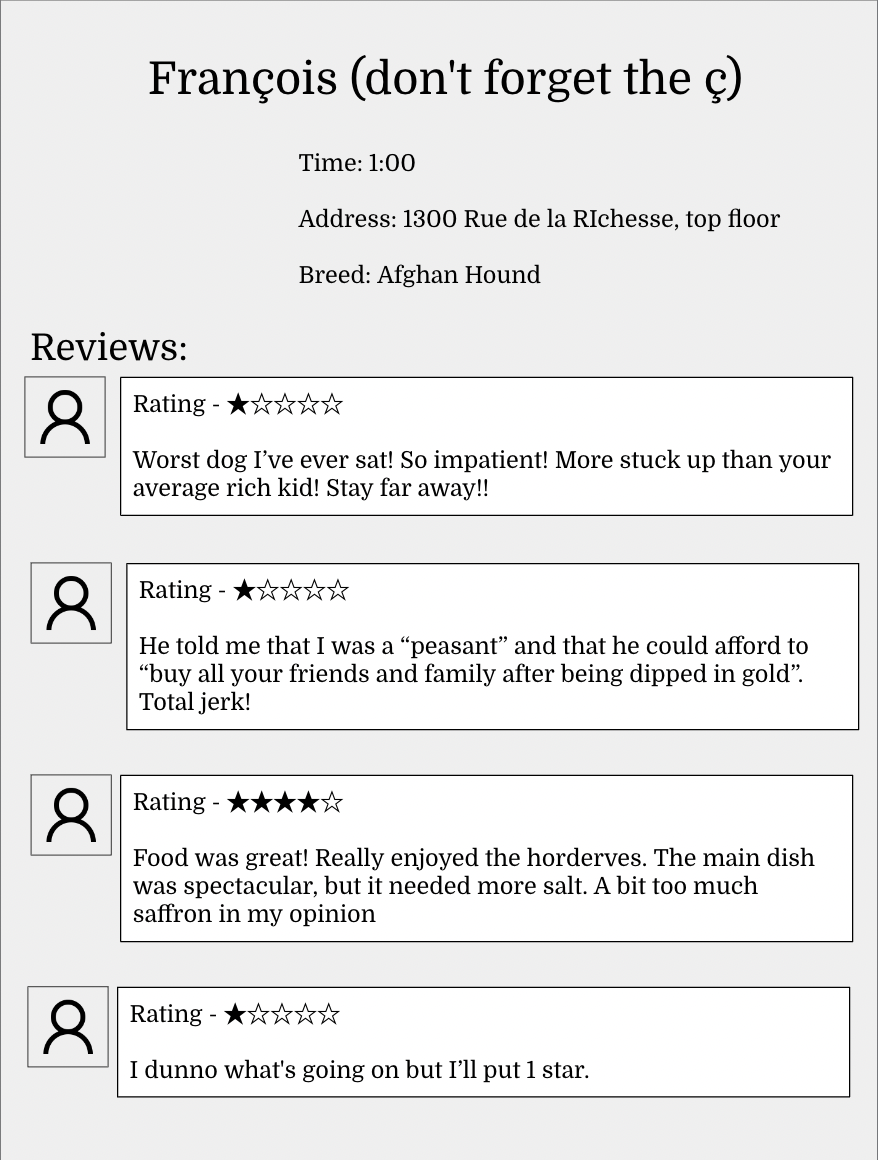 François (don't forget the ç)
Time: 1:00
Address: 1300 Rue de la RIchesse, top floor
Breed: Afghan Hound
Reviews:
Rating - ★☆☆☆☆
Worst dog I’ve ever sat! So impatient! More stuck up than your
average rich kid! Stay far away!!
Rating - ★☆☆☆☆
He told me that I was a “peasant” and that he could afford to
“buy all your friends and family after being dipped in gold”.
Total jerk!
Rating - ★★★★☆
Food was great! Really enjoyed the horderves. The main dish
was spectacular, but it needed more salt. A bit too much
saffron in my opinion
Rating - ★☆☆☆☆
I dunno what's going on but I’ll put 1 star.